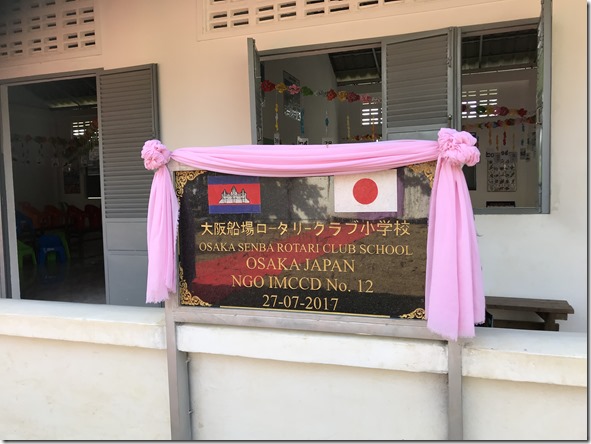 大阪船場ロータリークラブ小学校
OSAKA SENBA ROTARI CLUB SCHOOL
OSAKA JAPAN
NGO IMCCD No. 12
27-07-2017